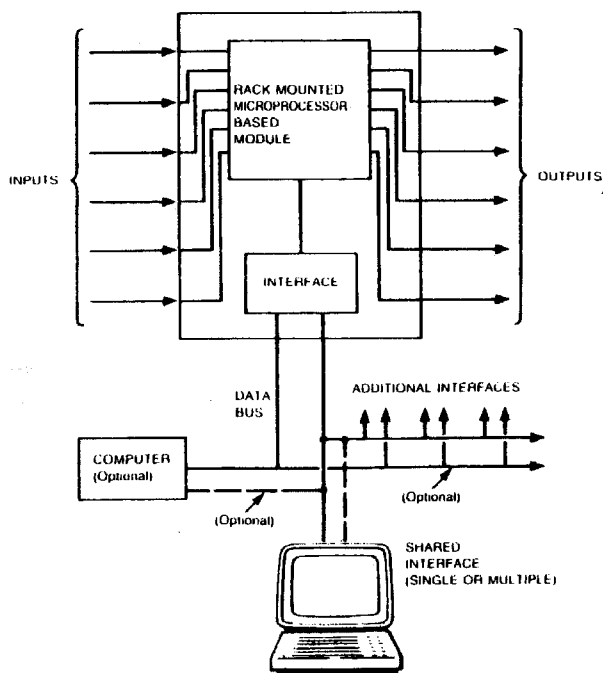 RACK MOUNTED
MICROPROCESSOR
BASED
MODULE
INPUTS
OUTPUTS
INTERFACE
DATA
BUS
ADDITIONAL INTERFACES
COMPUTER
(Optional)
(Optional)
(Optional)
SHARED
INTERFACE
(SINGLE OR MULTIPLE)